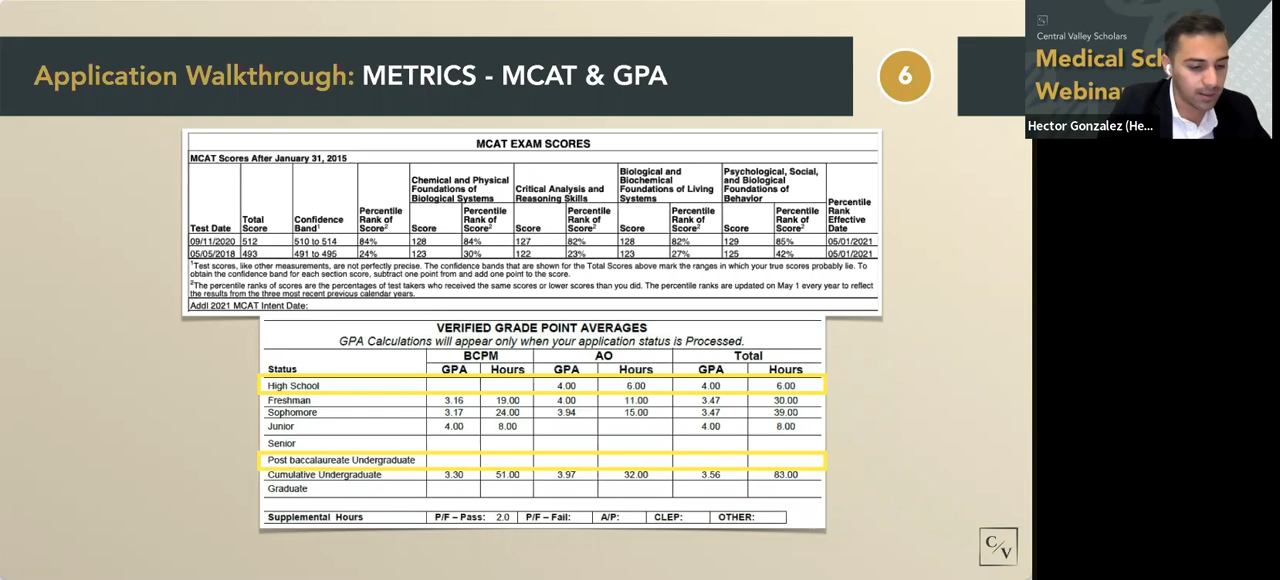 Application Walkthrough: METRICS - MCAT & GPA
6
Central Valley Scholars
Medical Sch
Webina
Hector Gonzalez (He...
MCAT EXAM SCORES
MCAT Scores After January 31, 2015
Test Date | Total Score | Confidence Band1 | Percentile Rank of Score2 | Chemical and Physical Foundations of Biological Systems | Critical Analysis and Reasoning Skills | Biological and Biochemical Foundations of Living Systems | Psychological, Social, and Biological Foundations of Behavior | Percentile Rank Effective Date
Score | Percentile Rank of Score2 | Score | Percentile Rank of Score2 | Score | Percentile Rank of Score2 | Score | Percentile Rank of Score2
09/11/2020 | 512 | 510 to 514 | 84% | 128 | 84% | 127 | 82% | 128 | 82% | 129 | 85% | 05/01/2021
05/05/2018 | 493 | 491 to 495 | 24% | 123 | 30% | 122 | 23% | 123 | 27% | 125 | 42% | 05/01/2021
1Test scores, like other measurements, are not perfectly precise. The confidence bands that are shown for the Total Scores above mark the ranges in which your true scores probably lie. To
obtain the confidence band for each section score, subtract one point from and add one point to the score.
2The percentile ranks of scores are the percentages of test takers who received the same scores or lower scores than you did. The percentile ranks are updated on May 1 every year to reflect
the results from the three most recent previous calendar years.
Addl 2021 MCAT Intent Date:
VERIFIED GRADE POINT AVERAGES
GPA Calculations will appear only when your application status is Processed.
BCPM | AO | Total
Status | GPA | Hours | GPA | Hours | GPA | Hours
High School | 4.00 | 6.00 | 4.00 | 6.00
Freshman | 3.16 | 19.00 | 4.00 | 11.00 | 3.47 | 30.00
Sophomore | 3.17 | 24.00 | 3.94 | 15.00 | 3.47 | 39.00
Junior | 4.00 | 8.00 | 4.00 | 8.00
Senior
Post baccalaureate Undergraduate
Cumulative Undergraduate | 3.30 | 51.00 | 3.97 | 32.00 | 3.56 | 83.00
Graduate
Supplemental Hours | P/F – Pass: 2.0 | P/F – Fail: | A/P: | CLEP: | OTHER:
C/V